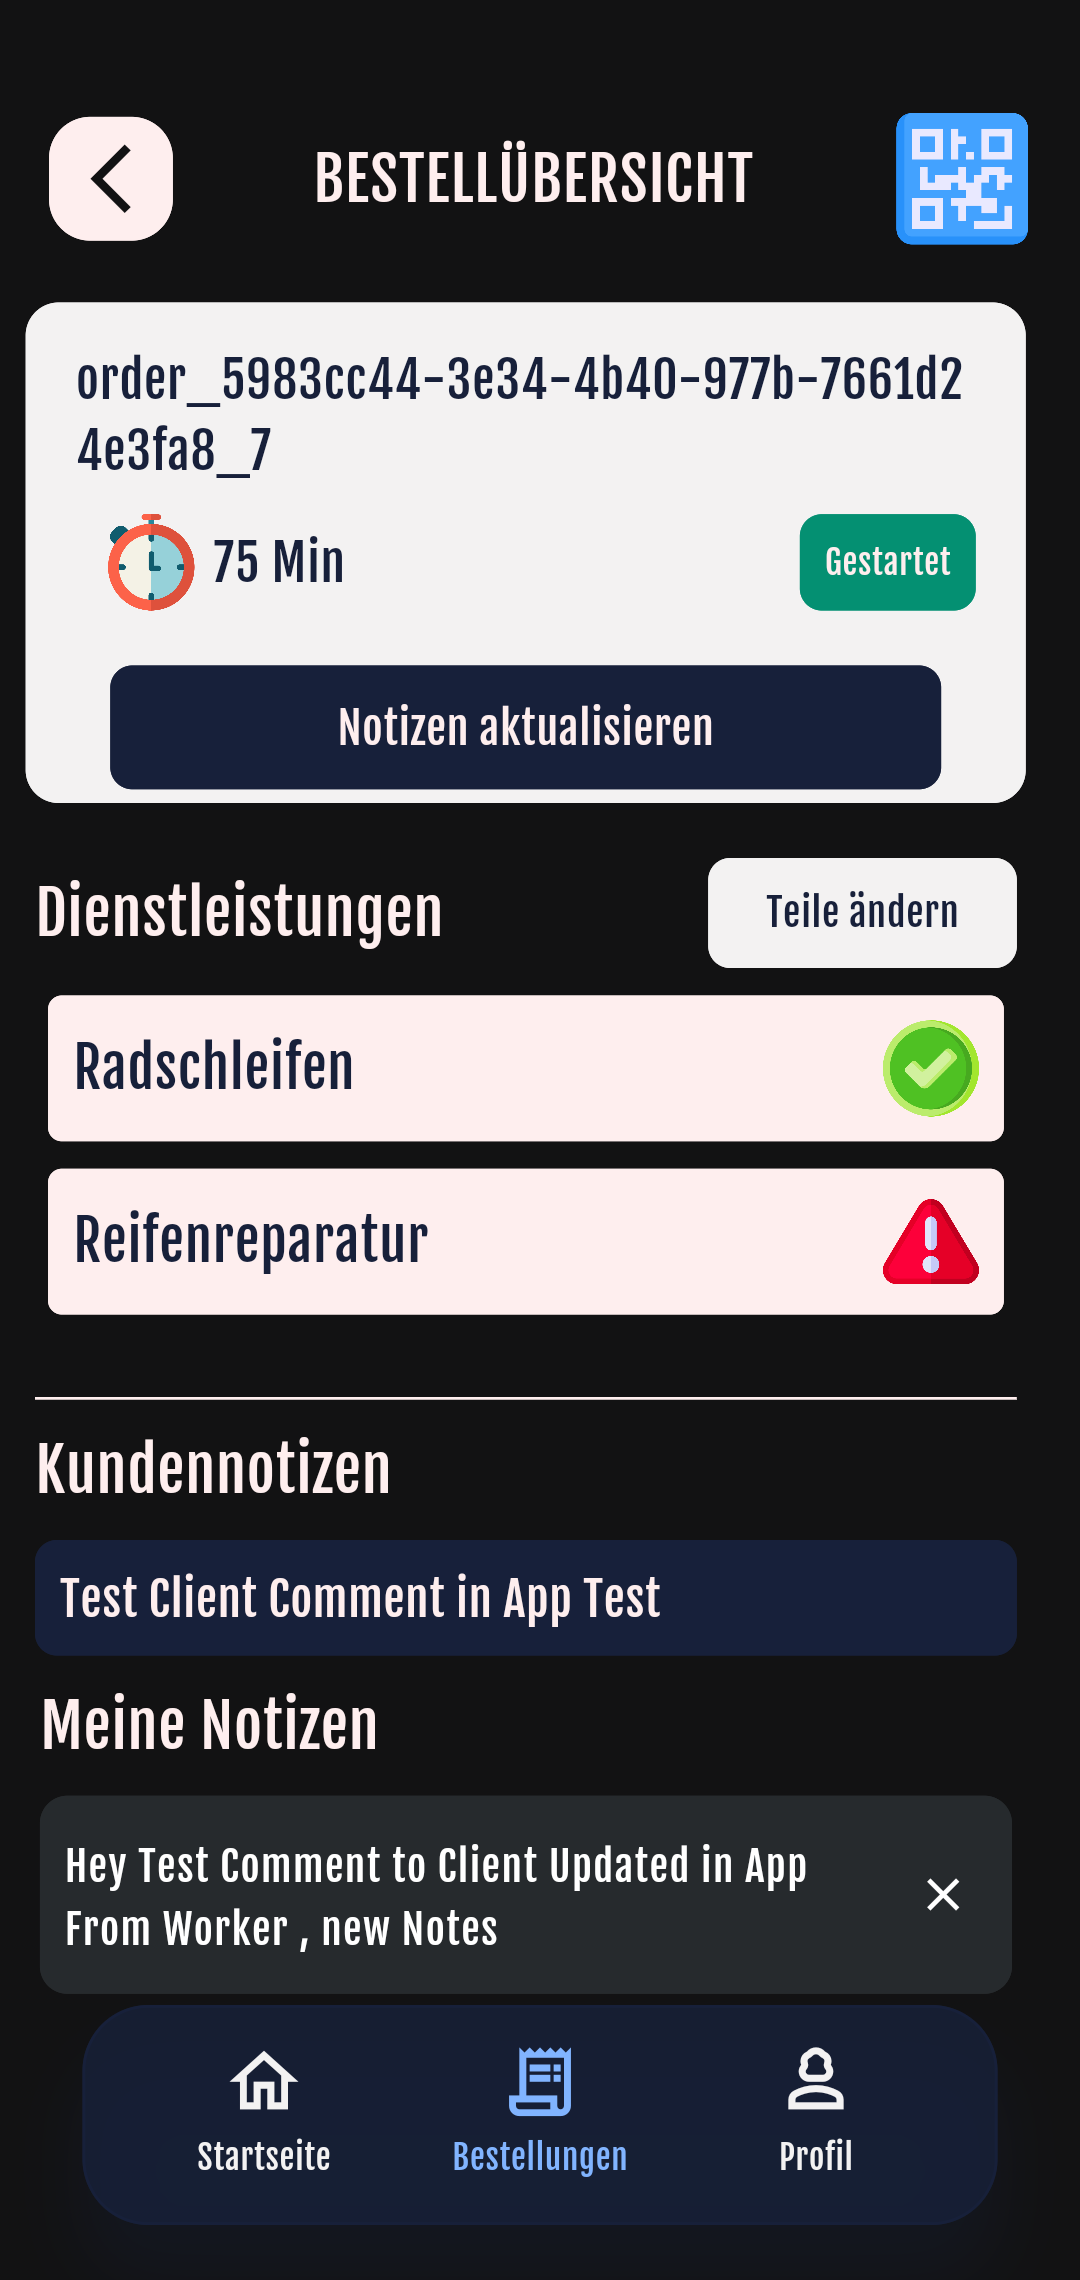 BESTELLÜBERSICHT
order_5983cc44-3e34-4b40-977b-7661d2
4e3fa8_7
75 Min
Gestartet
Notizen aktualisieren
Dienstleistungen
Teile ändern
Radschleifen
Reifenreparatur
Kundennotizen
Test Client Comment in App Test
Meine Notizen
Hey Test Comment to Client Updated in App
From Worker , new Notes
Startseite
Bestellungen
Profil